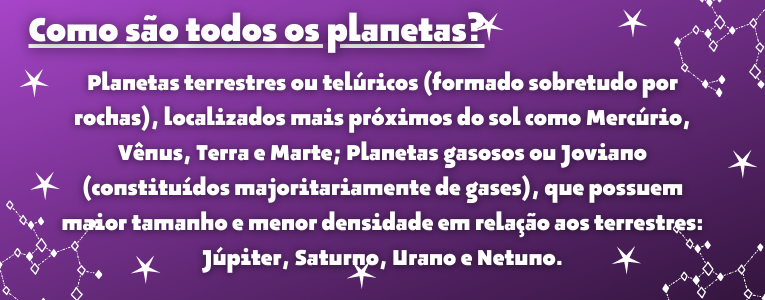 Como são todos os planetas?
Planetas terrestres ou telúricos (formado sobretudo por
rochas), localizados mais próximos do sol como Mercúrio,
Vênus, Terra e Marte; Planetas gasosos ou Joviano
(constituídos majoritariamente de gases), que possuem
maior tamanho e menor densidade em relação aos terrestres:
Júpiter, Saturno, Urano e Netuno.